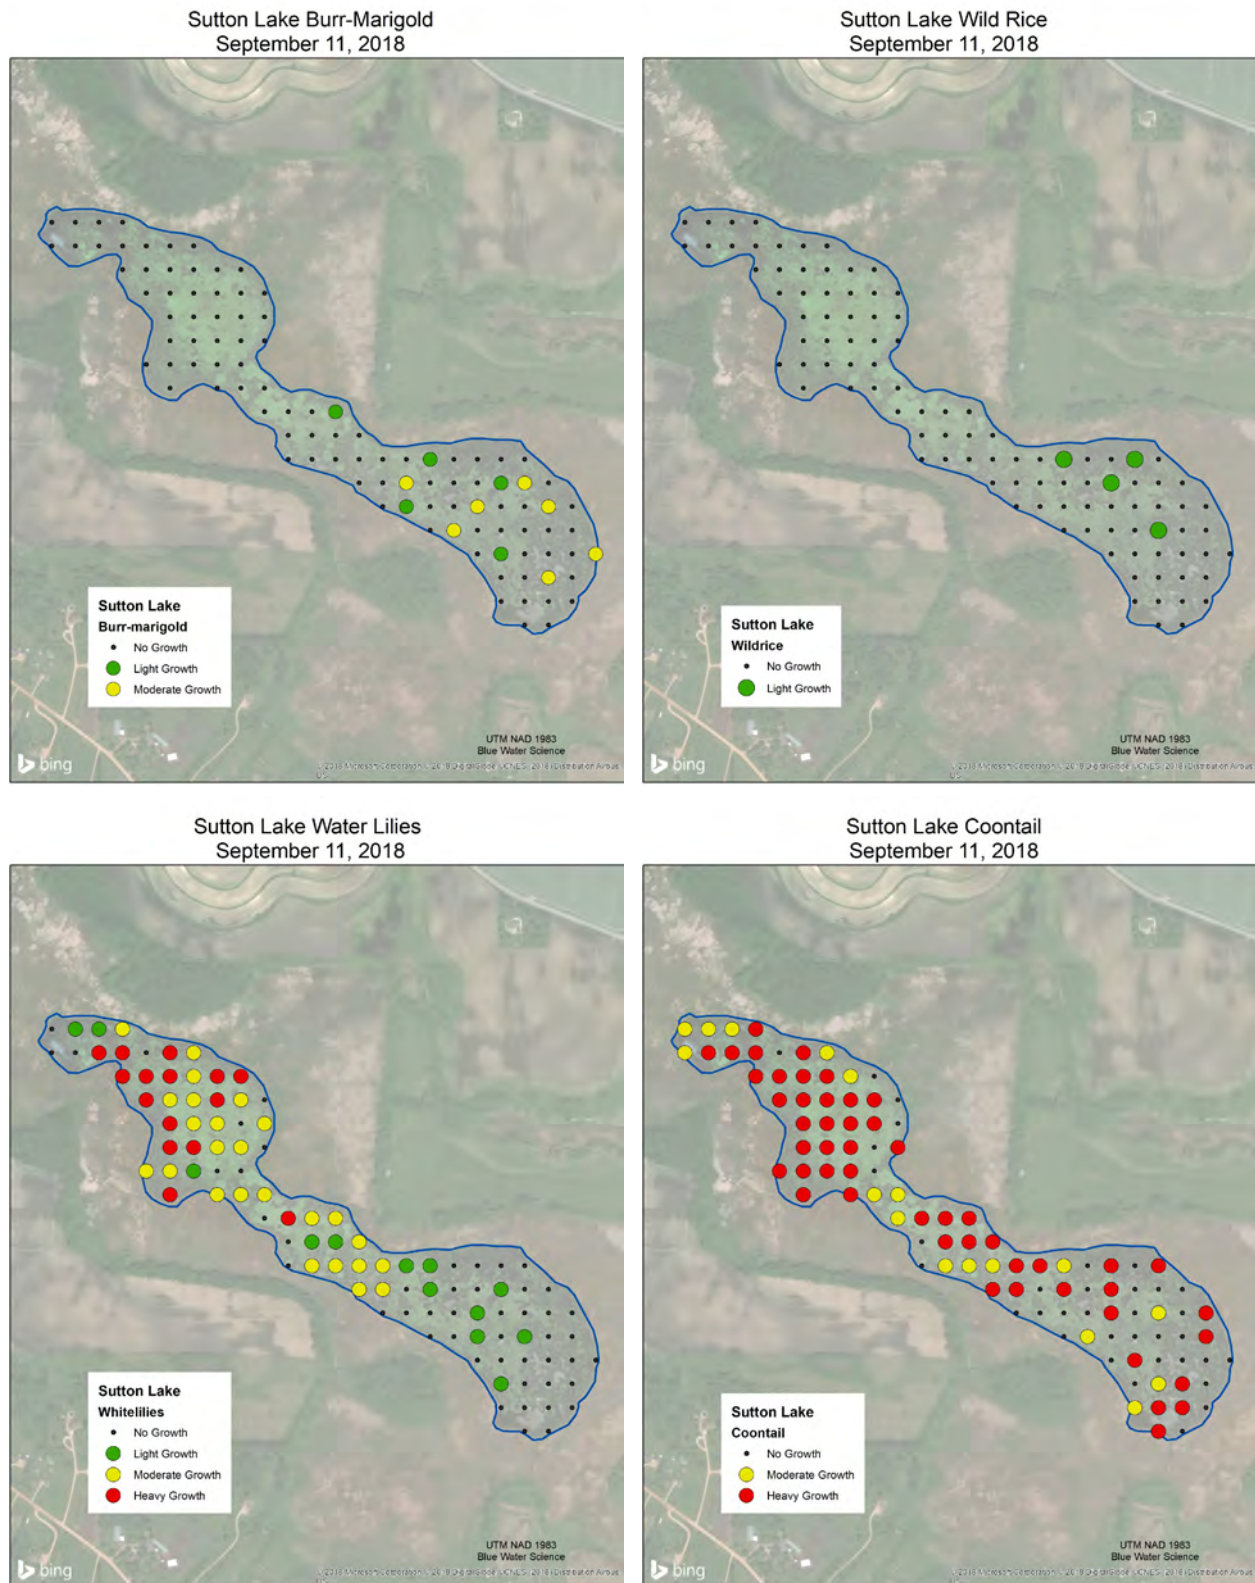 Sutton Lake Burr-Marigold
September 11, 2018
Sutton Lake
Burr-marigold
No Growth
Light Growth
Moderate Growth
UTM NAD 1983
Blue Water Science
bing
Sutton Lake Wild Rice
September 11, 2018
Sutton Lake
Wildrice
No Growth
Light Growth
UTM NAD 1983
Blue Water Science
bing
Sutton Lake Water Lilies
September 11, 2018
Sutton Lake
Whitelilies
No Growth
Light Growth
Moderate Growth
Heavy Growth
UTM NAD 1983
Blue Water Science
bing
Sutton Lake Coontail
September 11, 2018
Sutton Lake
Coontail
No Growth
Moderate Growth
Heavy Growth
UTM NAD 1983
Blue Water Science
bing